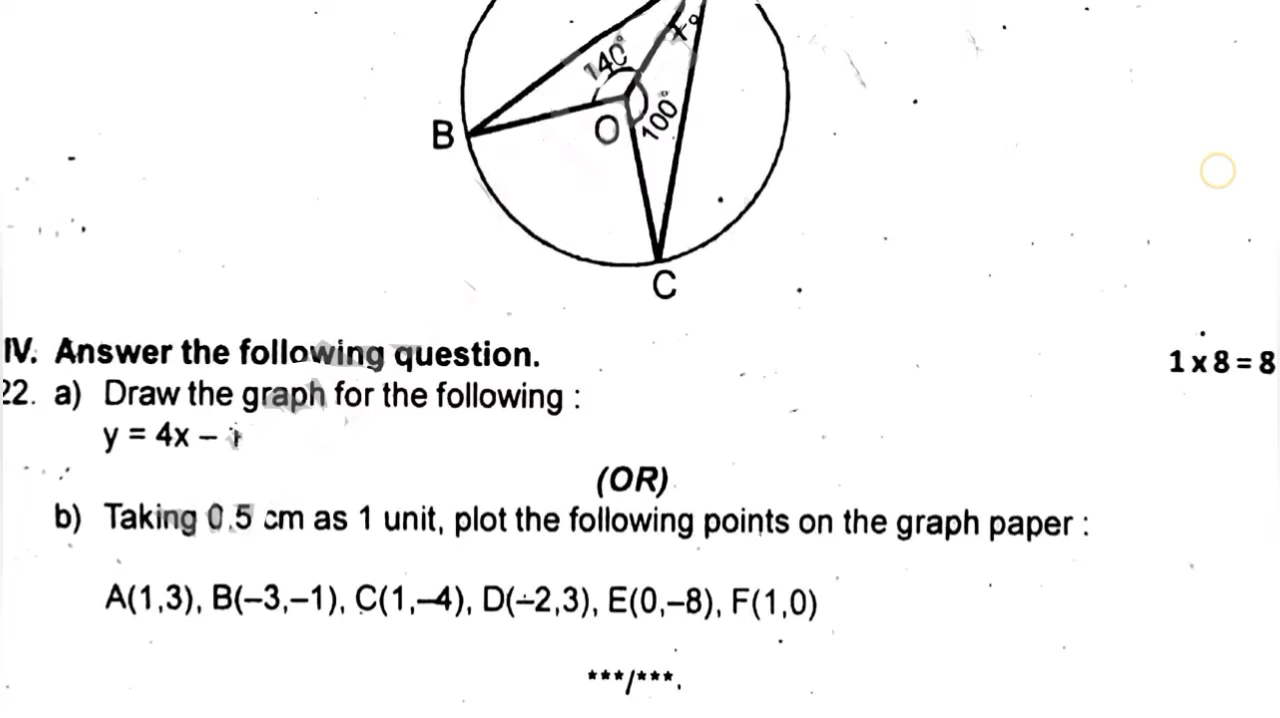 140°
x°
B
O
100°
C
IV. Answer the following question.
1 x 8 = 8
22. a) Draw the graph for the following :
y = 4x –
(OR)
b) Taking 0.5 cm as 1 unit, plot the following points on the graph paper :
A(1,3), B(–3,–1), C(1,–4), D(–2,3), E(0,–8), F(1,0)
***/***.